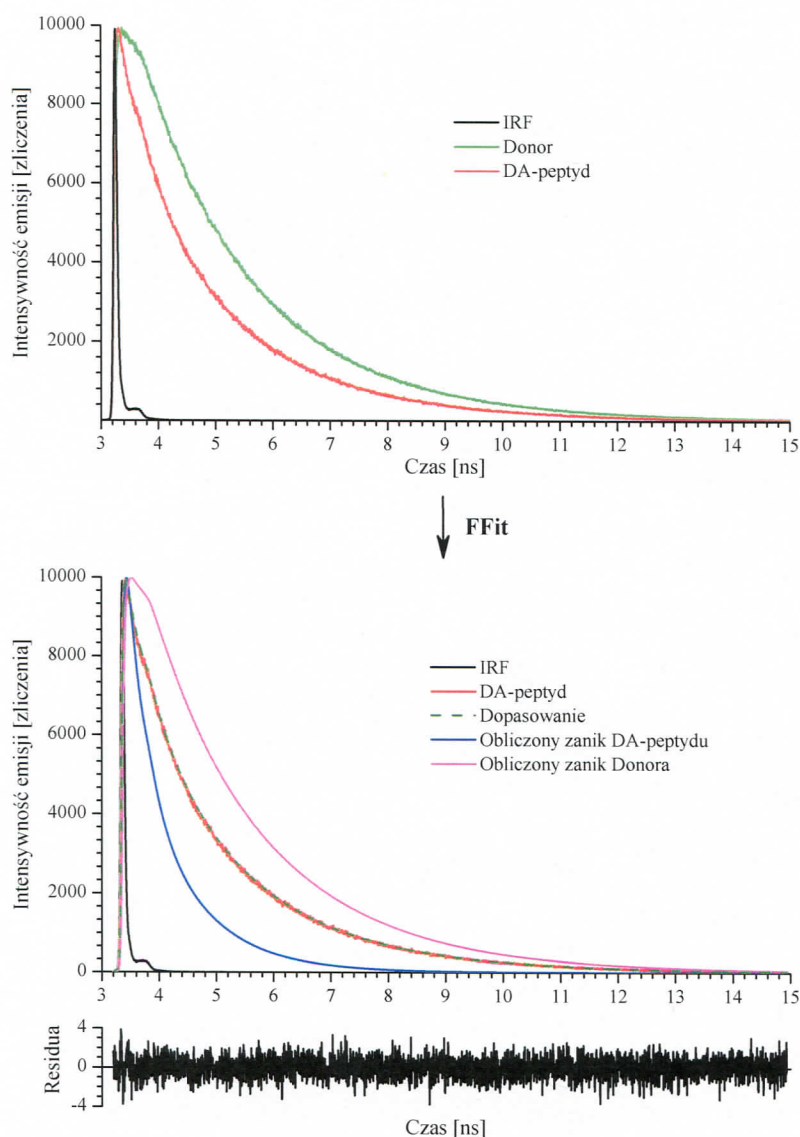 Intensywność emisji [zliczenia]
10000
8000
6000
4000
2000
IRF
Donor
DA-peptyd
3 4 5 6 7 8 9 10 11 12 13 14 15
Czas [ns]
FFit
Intensywność emisji [zliczenia]
10000
8000
6000
4000
2000
0
IRF
DA-peptyd
Dopasowanie
Obliczony zanik DA-peptydu
Obliczony zanik Donora
3 4 5 6 7 8 9 10 11 12 13 14 15
Residua
4
0
-4
Czas [ns]